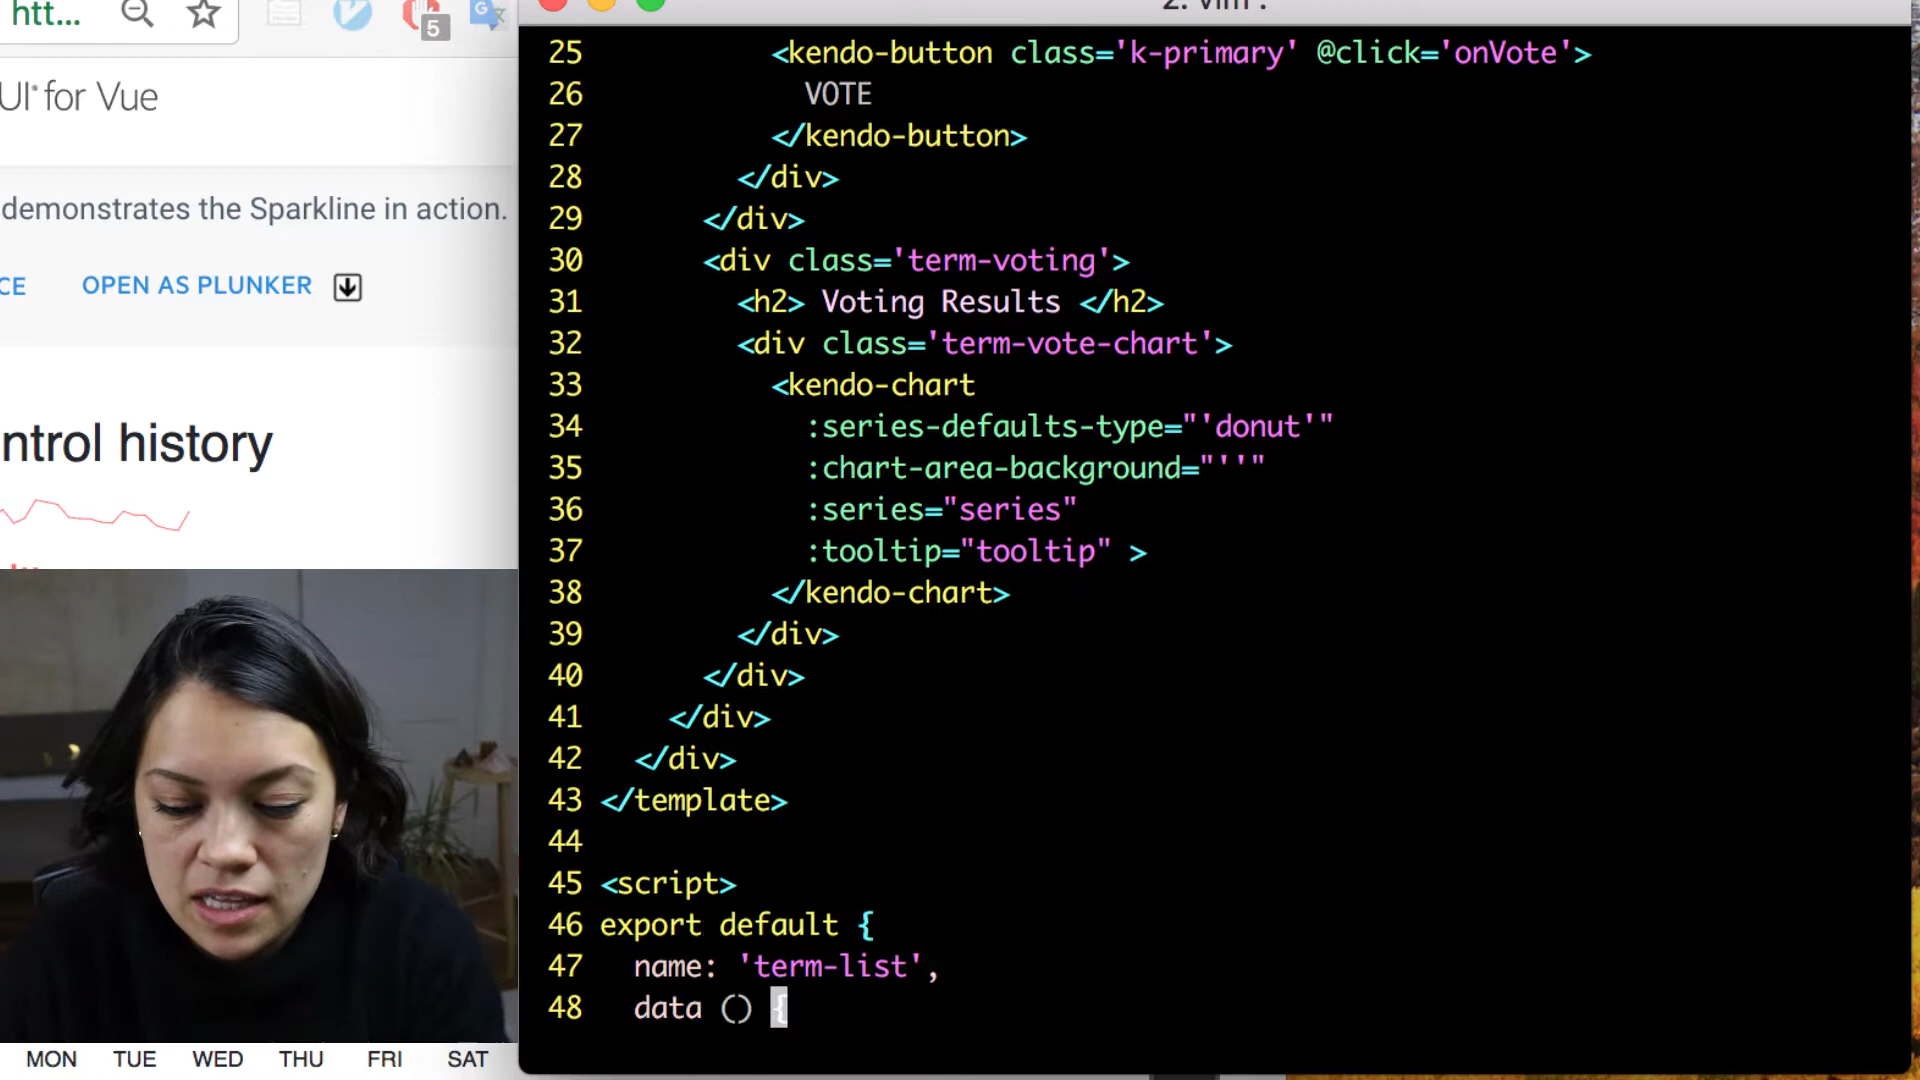 htt...
5
G
UI® for Vue
demonstrates the Sparkline in action.
CE OPEN AS PLUNKER
ntrol history
MON TUE WED THU FRI SAT
2. vim .
25 <kendo-button class='k-primary' @click='onVote'>
26 VOTE
27 </kendo-button>
28 </div>
29 </div>
30 <div class='term-voting'>
31 <h2> Voting Results </h2>
32 <div class='term-vote-chart'>
33 <kendo-chart
34 :series-defaults-type="'donut'"
35 :chart-area-background="''"
36 :series="series"
37 :tooltip="tooltip" >
38 </kendo-chart>
39 </div>
40 </div>
41 </div>
42 </div>
43 </template>
44
45 <script>
46 export default {
47 name: 'term-list',
48 data () {